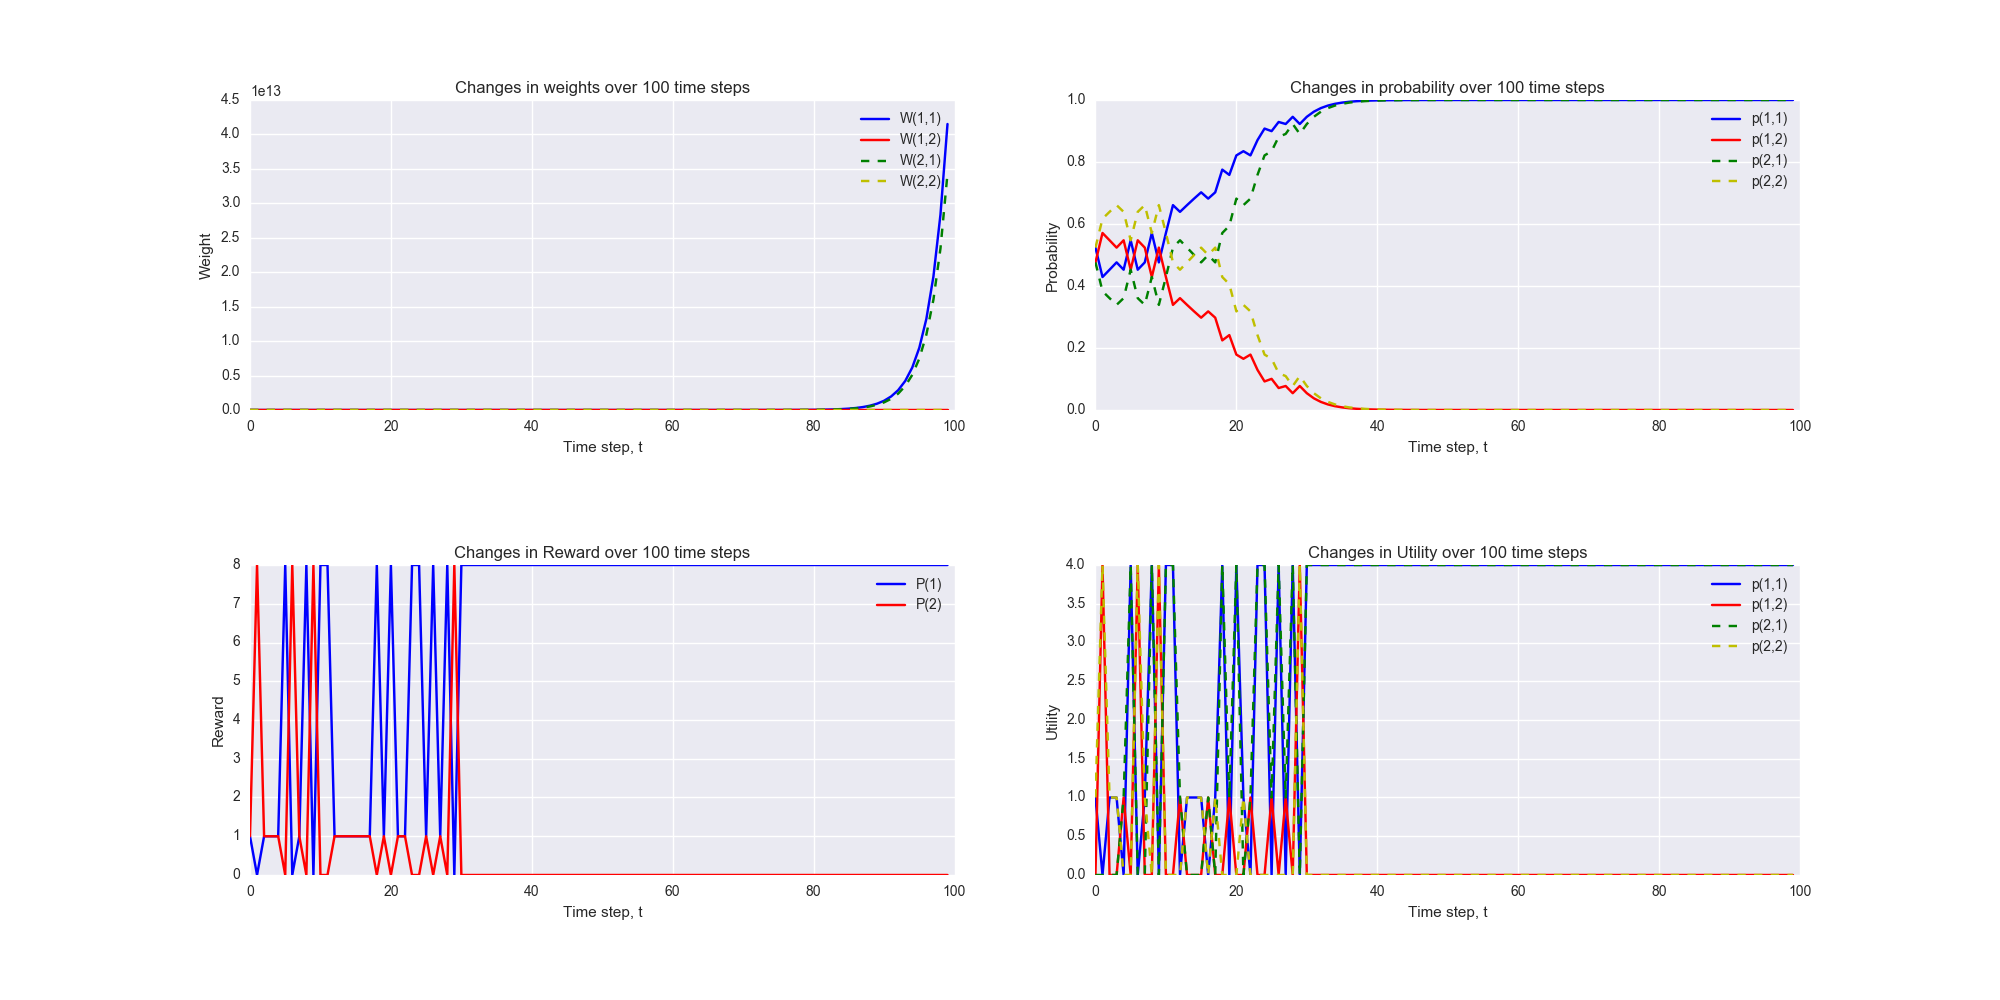 Changes in weights over 100 time steps
1e13
4.5
4.0
3.5
3.0
2.5
2.0
1.5
1.0
0.5
0.0
Weight
0 20 40 60 80 100
Time step, t
W(1,1)
W(1,2)
W(2,1)
W(2,2)
Changes in probability over 100 time steps
1.0
0.8
0.6
0.4
0.2
0.0
Probability
0 20 40 60 80 100
Time step, t
p(1,1)
p(1,2)
p(2,1)
p(2,2)
Changes in Reward over 100 time steps
8
7
6
5
4
3
2
1
0
Reward
0 20 40 60 80 100
Time step, t
P(1)
P(2)
Changes in Utility over 100 time steps
4.0
3.5
3.0
2.5
2.0
1.5
1.0
0.5
0.0
Utility
0 20 40 60 80 100
Time step, t
p(1,1)
p(1,2)
p(2,1)
p(2,2)